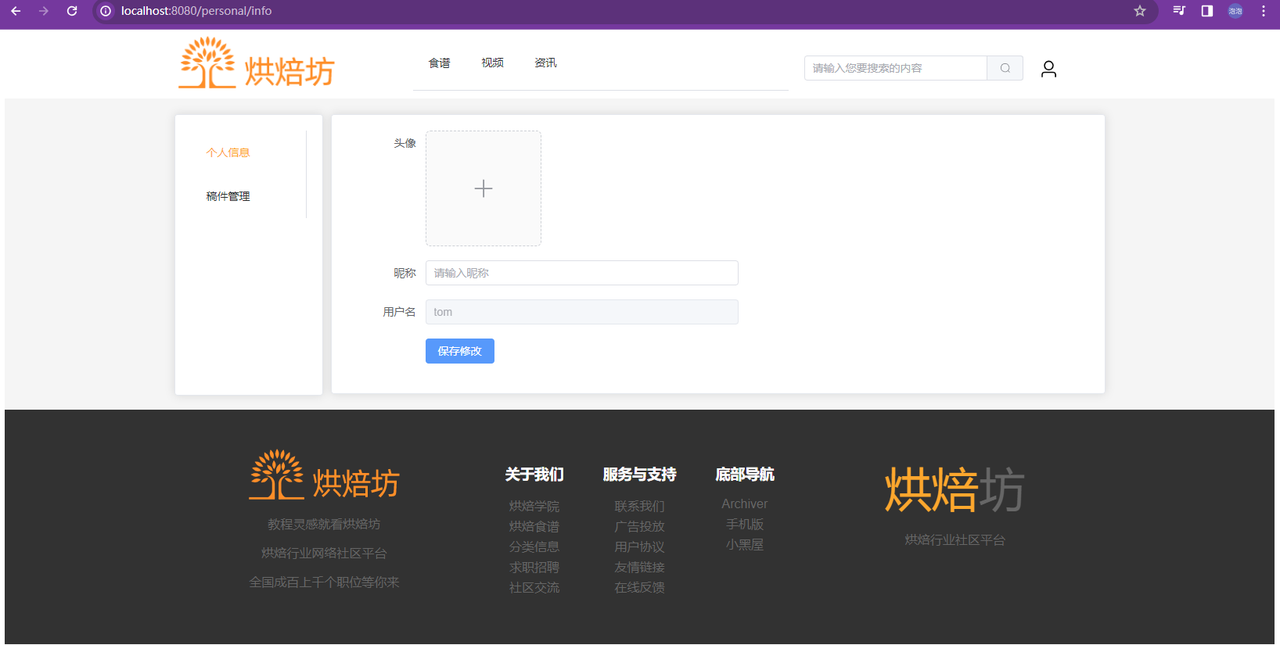 localhost:8080/personal/info
泡泡
烘焙坊
食谱 视频 资讯
请输入您要搜索的内容
个人信息
稿件管理
头像
昵称 请输入昵称
用户名 tom
保存修改
烘焙坊
教程灵感就看烘焙坊
烘焙行业网络社区平台
全国成百上千个职位等你来
关于我们
烘焙学院
烘焙食谱
分类信息
求职招聘
社区交流
服务与支持
联系我们
广告投放
用户协议
友情链接
在线反馈
底部导航
Archiver
手机版
小黑屋
烘焙坊
烘焙行业社区平台